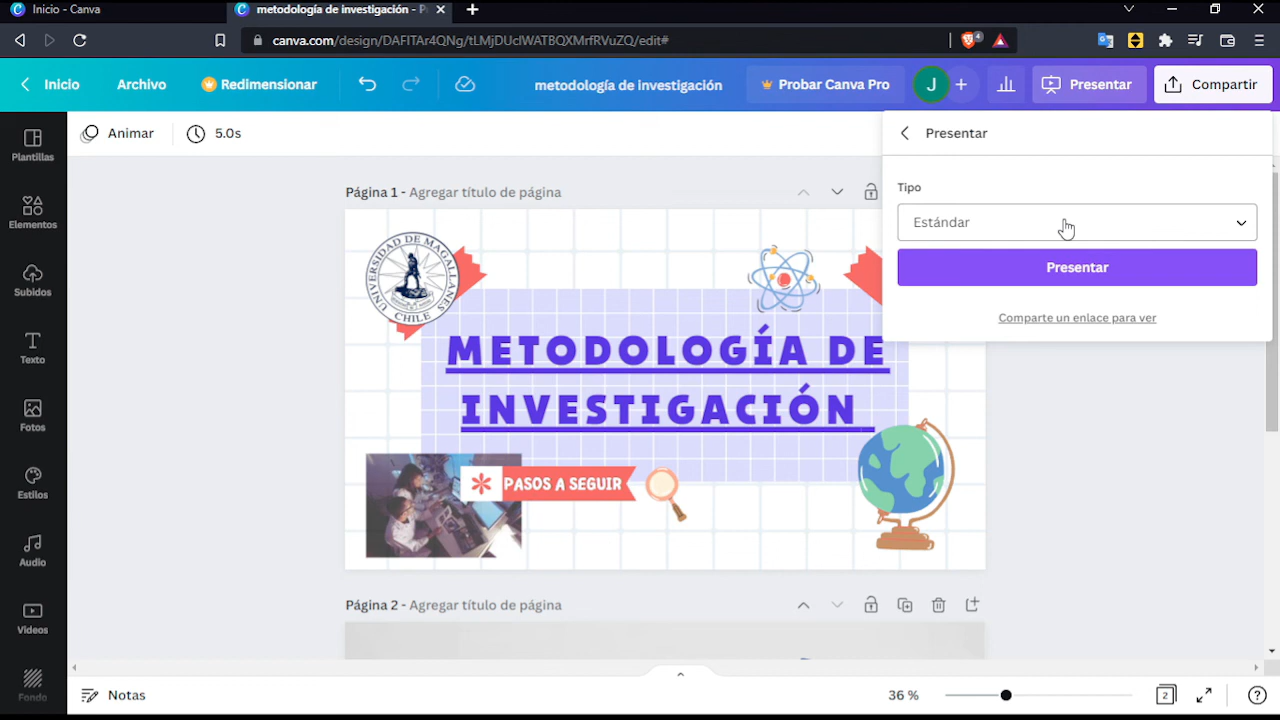 Inicio - Canva
metodología de investigación - P
canva.com/design/DAFITAr4QNg/tLMjDUclWATBQXMrfRVuZQ/edit#
4
Inicio
Archivo
Redimensionar
metodología de investigación
Probar Canva Pro
J
Presentar
Compartir
Plantillas
Elementos
Subidos
Texto
Fotos
Estilos
Audio
Videos
Fondo
Animar
5.0s
Página 1 - Agregar título de página
UNIVERSIDAD DE MAGALLANES
CHILE
METODOLOGÍA DE
INVESTIGACIÓN
PASOS A SEGUIR
Página 2 - Agregar título de página
Presentar
Tipo
Estándar
Presentar
Comparte un enlace para ver
Notas
36 %
2